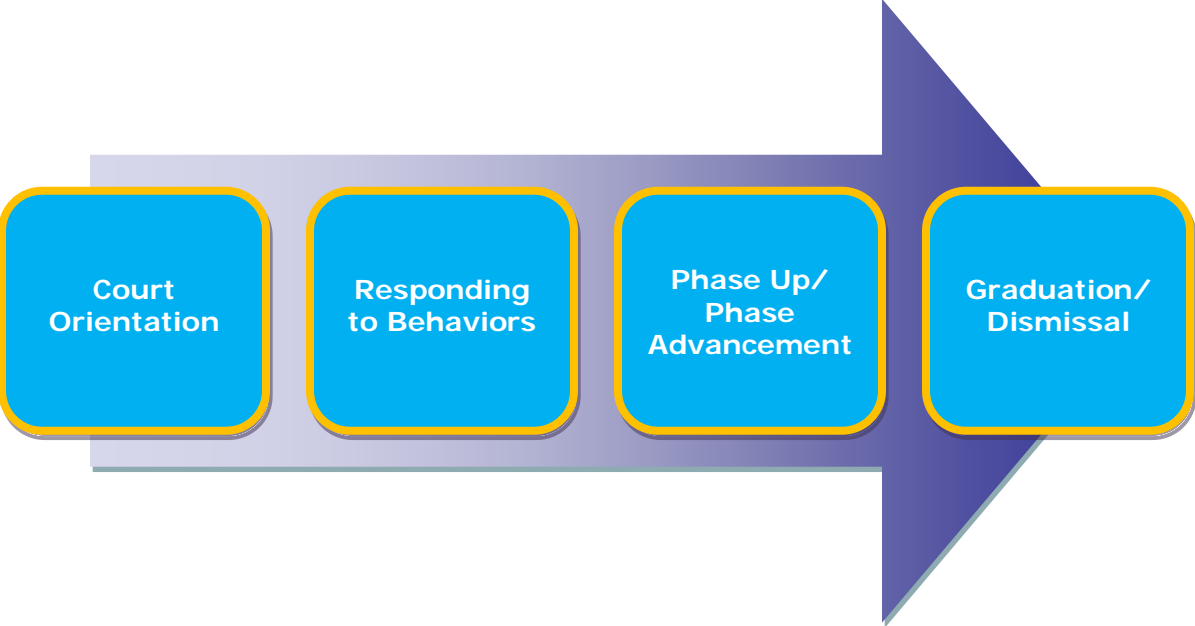 Court
Orientation
Responding
to Behaviors
Phase Up/
Phase
Advancement
Graduation/
Dismissal